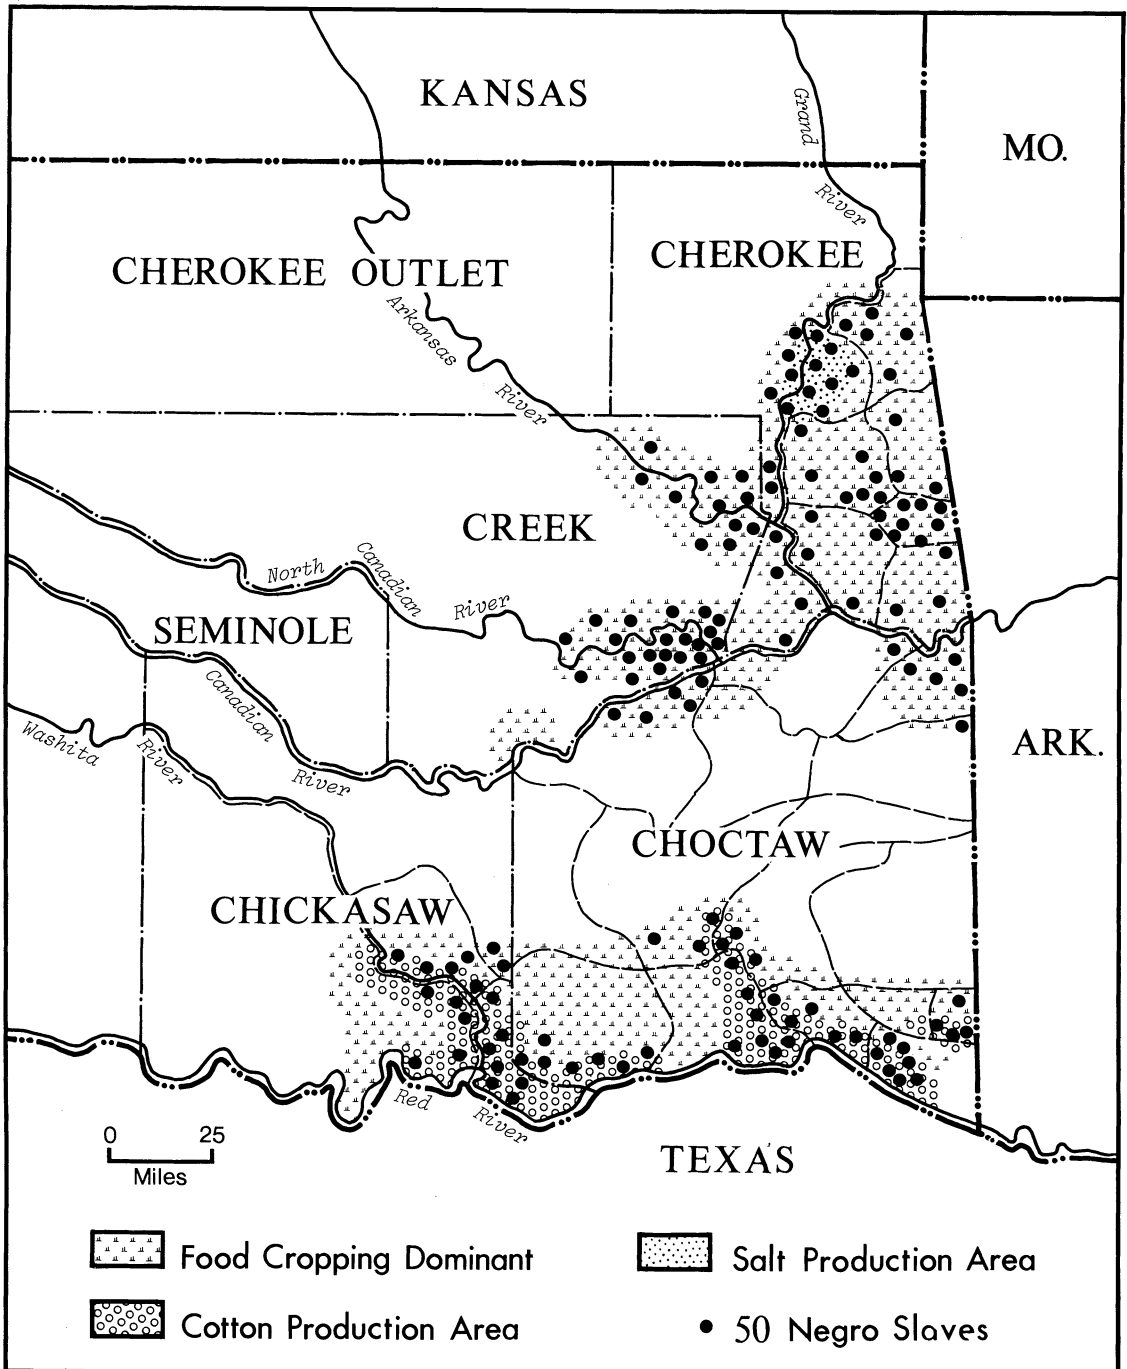 KANSAS
Grand
River
MO.
CHEROKEE OUTLET
CHEROKEE
Arkansas
River
CREEK
North
Canadian
River
SEMINOLE
Canadian
River
Washita
River
ARK.
CHOCTAW
CHICKASAW
Red
River
TEXAS
0 25
Miles
Food Cropping Dominant
Salt Production Area
Cotton Production Area
50 Negro Slaves